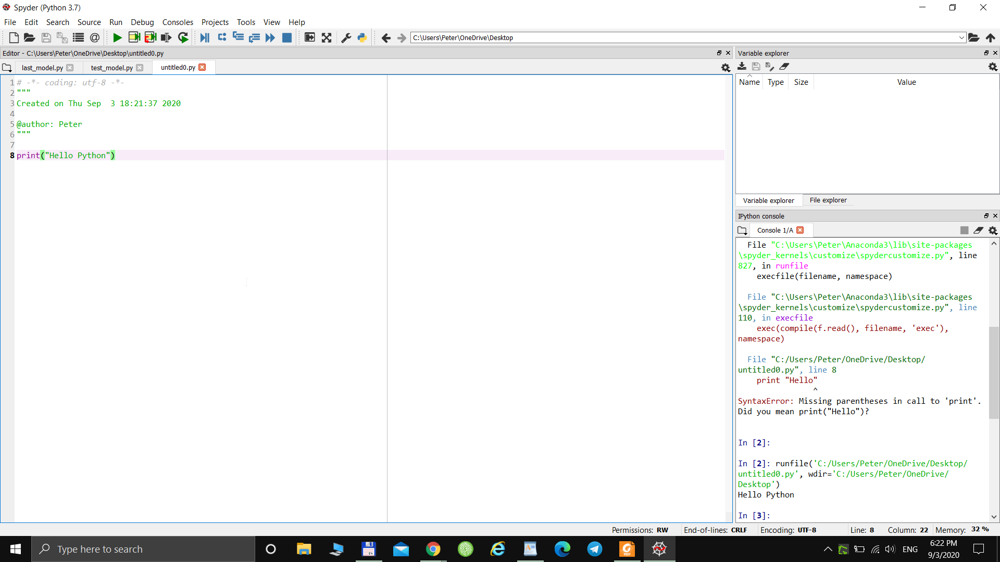 Spyder (Python 3.7)
File Edit Search Source Run Debug Consoles Projects Tools View Help
C:\Users\Peter\OneDrive\Desktop
Editor - C:\Users\Peter\OneDrive\Desktop\untitled0.py
last_model.py test_model.py untitled0.py
1 # -*- coding: utf-8 -*-
2 """
3 Created on Thu Sep  3 18:21:37 2020
4
5 @author: Peter
6 """
7
8 print("Hello Python")
Variable explorer
Name Type Size Value
Variable explorer File explorer
IPython console
Console 1/A
File "C:\Users\Peter\Anaconda3\lib\site-packages
\spyder_kernels\customize\spydercustomize.py", line
827, in runfile
execfile(filename, namespace)
File "C:\Users\Peter\Anaconda3\lib\site-packages
\spyder_kernels\customize\spydercustomize.py", line
110, in execfile
exec(compile(f.read(), filename, 'exec'),
namespace)
File "C:/Users/Peter/OneDrive/Desktop/
untitled0.py", line 8
print "Hello"
^
SyntaxError: Missing parentheses in call to 'print'.
Did you mean print("Hello")?
In [2]:
In [2]: runfile('C:/Users/Peter/OneDrive/Desktop/
untitled0.py', wdir='C:/Users/Peter/OneDrive/
Desktop')
Hello Python
In [3]:
Permissions: RW End-of-lines: CRLF Encoding: UTF-8 Line: 8 Column: 22 Memory: 32 %
Type here to search
64
PDF
ENG
6:22 PM
9/3/2020